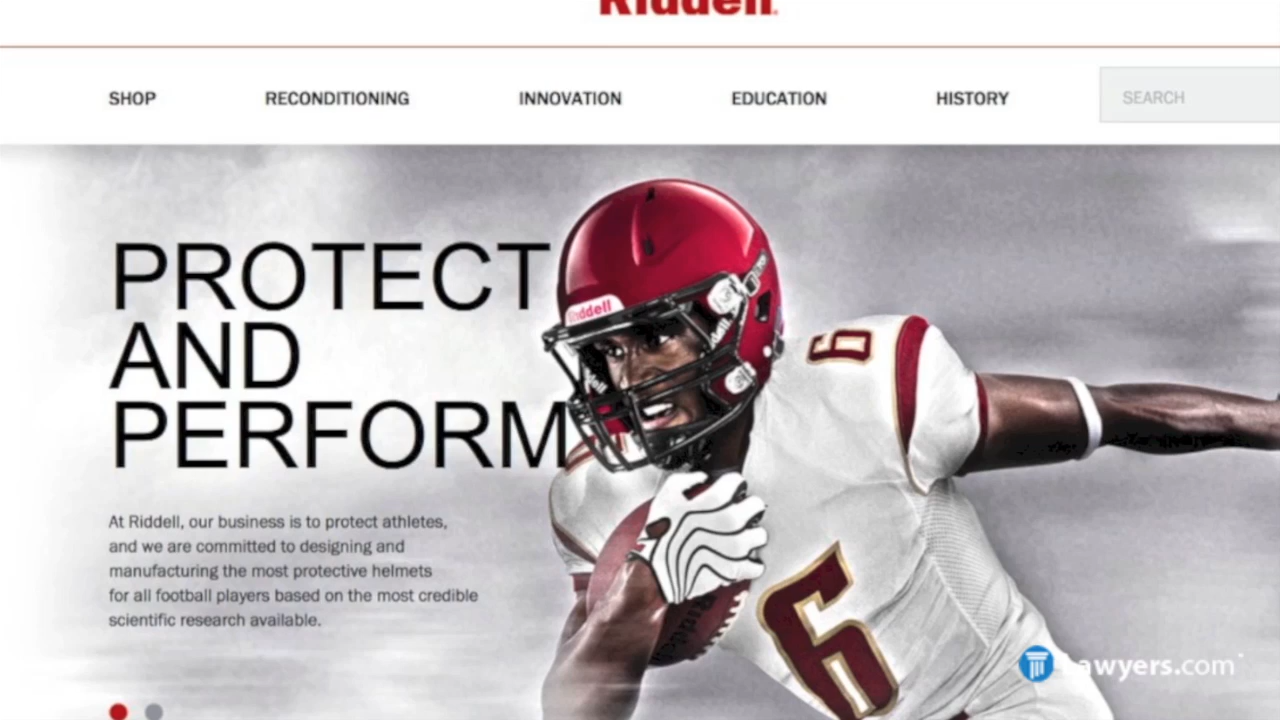 Riddell
SHOP RECONDITIONING INNOVATION EDUCATION HISTORY SEARCH
PROTECT
AND
PERFORM
At Riddell, our business is to protect athletes,
and we are committed to designing and
manufacturing the most protective helmets
for all football players based on the most credible
scientific research available.
Riddell
6
6
Lawyers.com